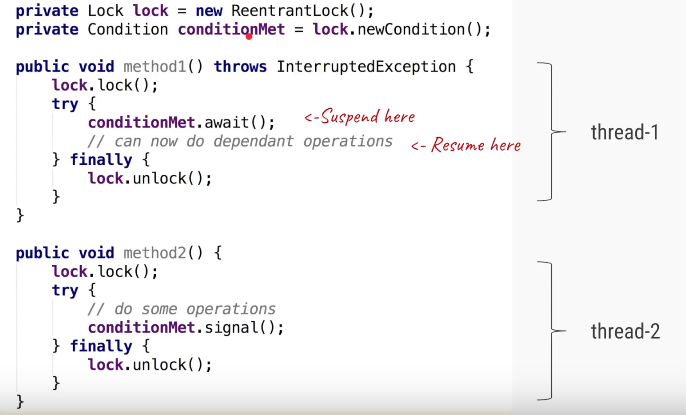 private Lock lock = new ReentrantLock();
private Condition conditionMet = lock.newCondition();
public void method1() throws InterruptedException {
lock.lock();
try {
conditionMet.await(); <-Suspend here
// can now do dependant operations <- Resume here
} finally {
lock.unlock();
}
}
thread-1
public void method2() {
lock.lock();
try {
// do some operations
conditionMet.signal();
} finally {
lock.unlock();
}
}
thread-2